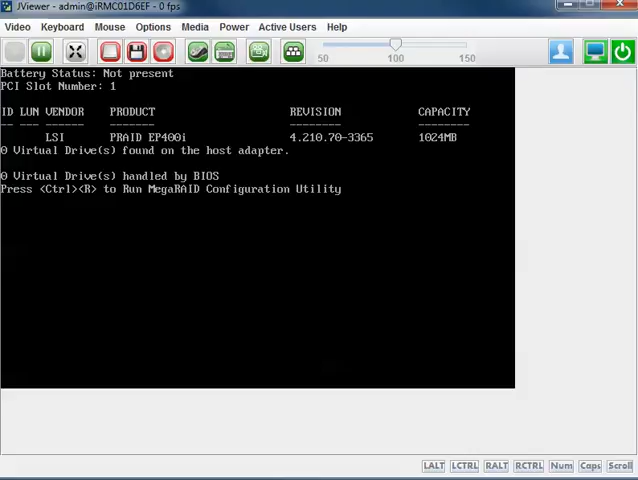 JViewer - admin@iRMC01D6EF - 0 fps
Video Keyboard Mouse Options Media Power Active Users Help
50 100 150
Battery Status: Not present
PCI Slot Number: 1
ID LUN VENDOR PRODUCT REVISION CAPACITY
-- --- ------ ------- -------- --------
LSI PRAID EP400i 4.210.70-3365 1024MB
0 Virtual Drive(s) found on the host adapter.
0 Virtual Drive(s) handled by BIOS
Press <Ctrl><R> to Run MegaRAID Configuration Utility
LALT LCTRL RALT RCTRL Num Caps Scroll